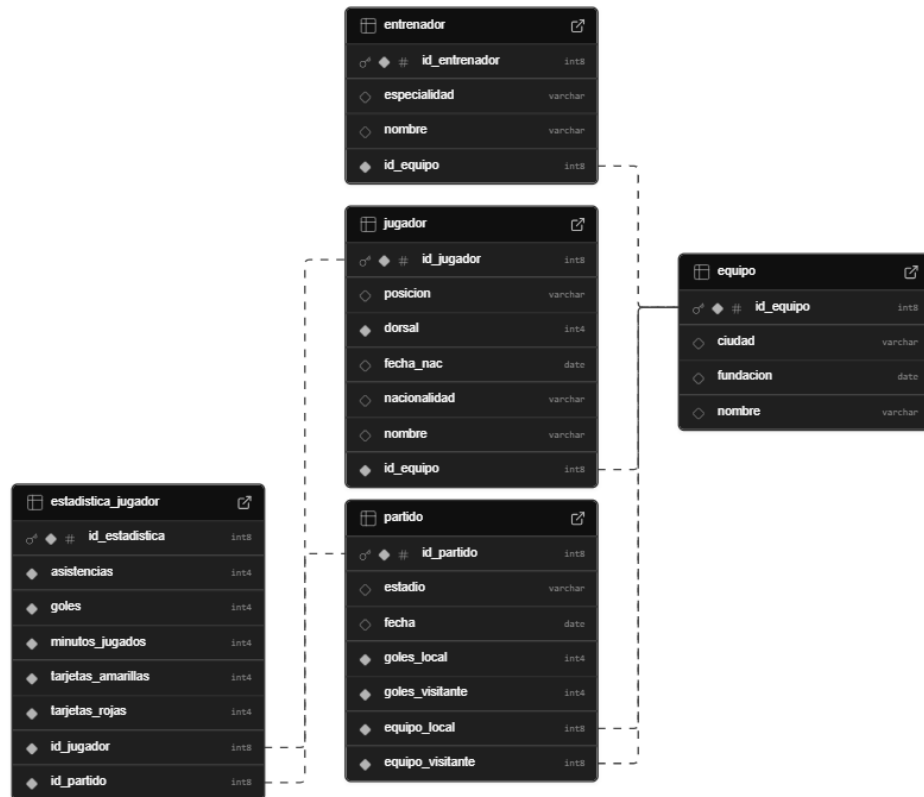 entrenador
id_entrenador int8
especialidad varchar
nombre varchar
id_equipo int8
jugador
id_jugador int8
posicion varchar
dorsal int4
fecha_nac date
nacionalidad varchar
nombre varchar
id_equipo int8
equipo
id_equipo int8
ciudad varchar
fundacion date
nombre varchar
estadistica_jugador
id_estadistica int8
asistencias int4
goles int4
minutos_jugados int4
tarjetas_amarillas int4
tarjetas_rojas int4
id_jugador int8
id_partido int8
partido
id_partido int8
estadio varchar
fecha date
goles_local int4
goles_visitante int4
equipo_local int8
equipo_visitante int8